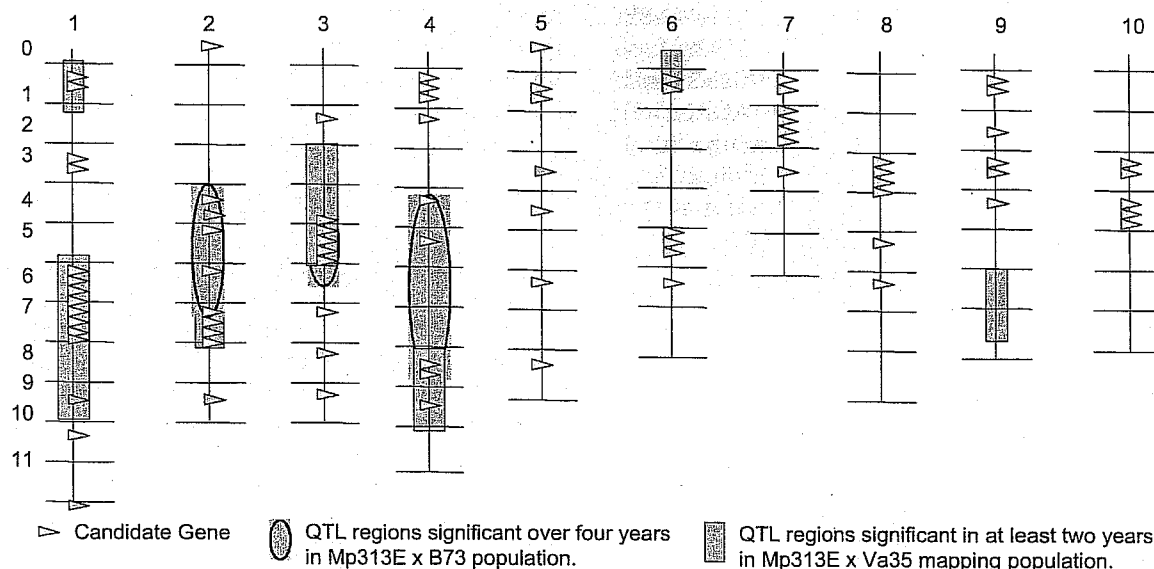 1 2 3 4 5 6 7 8 9 10
0
1
2
3
4
5
6
7
8
9
10
11
Candidate Gene
QTL regions significant over four years
in Mp313E x B73 population.
QTL regions significant in at least two years
in Mp313E x Va35 mapping population.